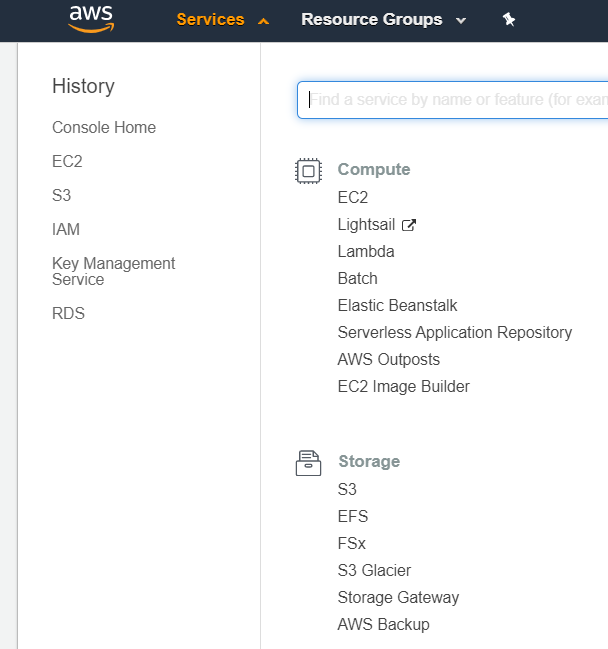 aws
Services
Resource Groups
History
Console Home
EC2
S3
IAM
Key Management
Service
RDS
Find a service by name or feature (for exam
Compute
EC2
Lightsail
Lambda
Batch
Elastic Beanstalk
Serverless Application Repository
AWS Outposts
EC2 Image Builder
Storage
S3
EFS
FSx
S3 Glacier
Storage Gateway
AWS Backup